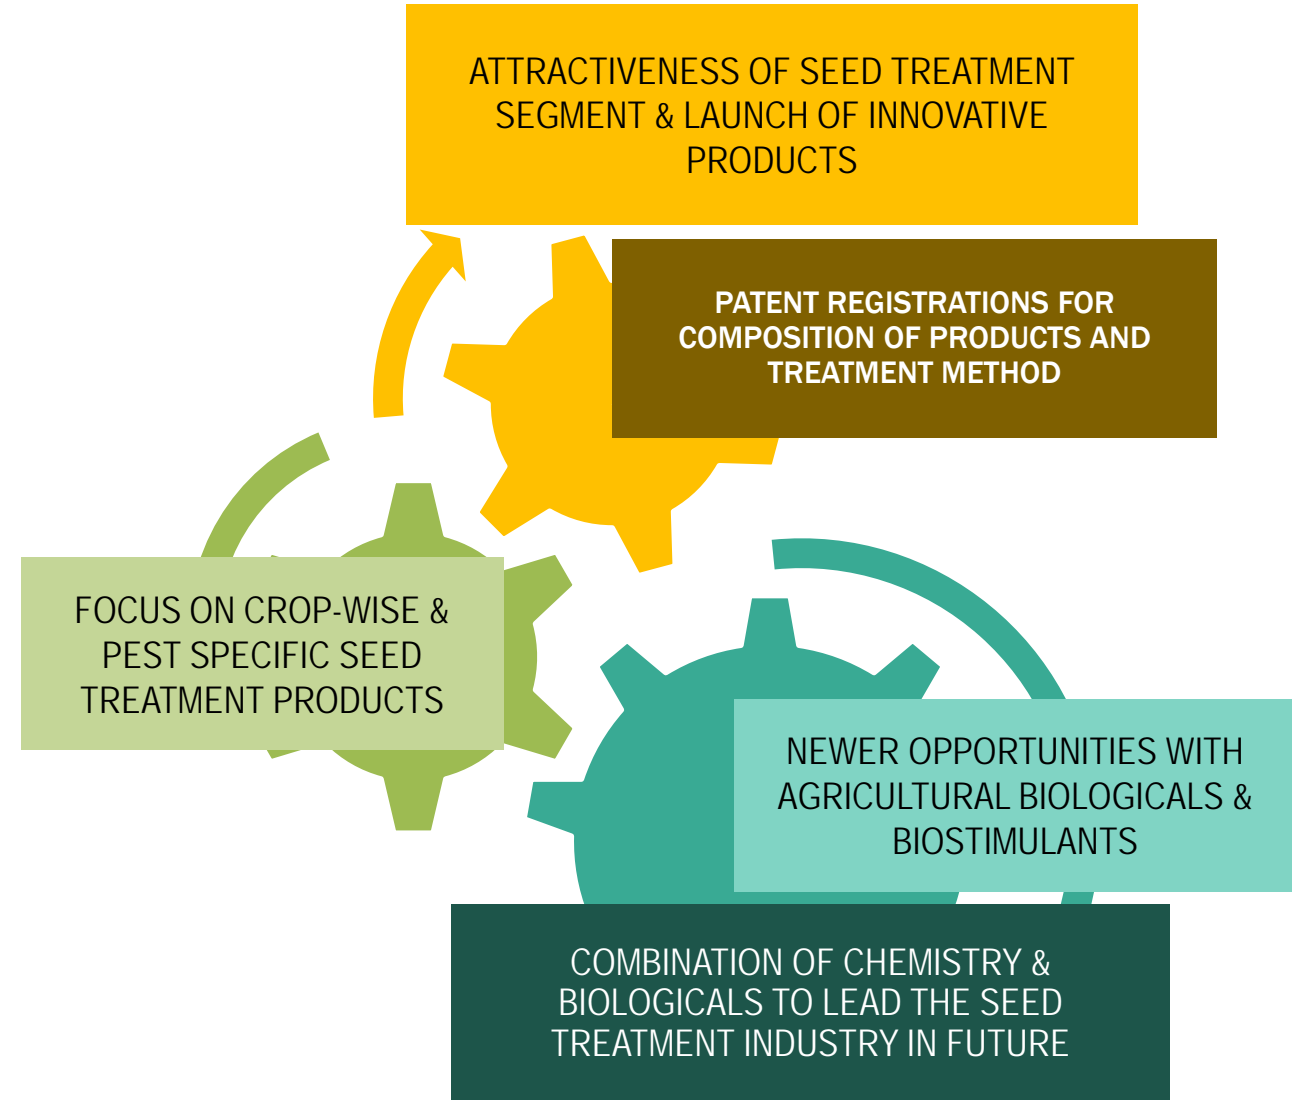 ATTRACTIVENESS OF SEED TREATMENT
SEGMENT & LAUNCH OF INNOVATIVE
PRODUCTS
PATENT REGISTRATIONS FOR
COMPOSITION OF PRODUCTS AND
TREATMENT METHOD
FOCUS ON CROP-WISE &
PEST SPECIFIC SEED
TREATMENT PRODUCTS
NEWER OPPORTUNITIES WITH
AGRICULTURAL BIOLOGICALS &
BIOSTIMULANTS
COMBINATION OF CHEMISTRY &
BIOLOGICALS TO LEAD THE SEED
TREATMENT INDUSTRY IN FUTURE